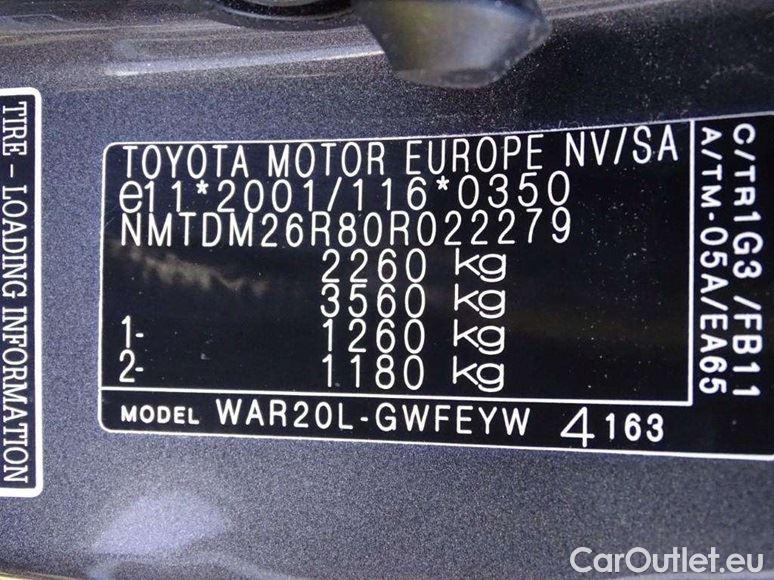 TIRE - LOADING INFORMATION
TOYOTA MOTOR EUROPE NV/SA
e11*2001/116*0350
NMTDM26R80R022279
2260 kg
3560 kg
1- 1260 kg
2- 1180 kg
MODEL WAR20L-GWFEYW 4163
C/TR1G3 /FB11
A/TM-05A/EA65
CarOutlet.eu